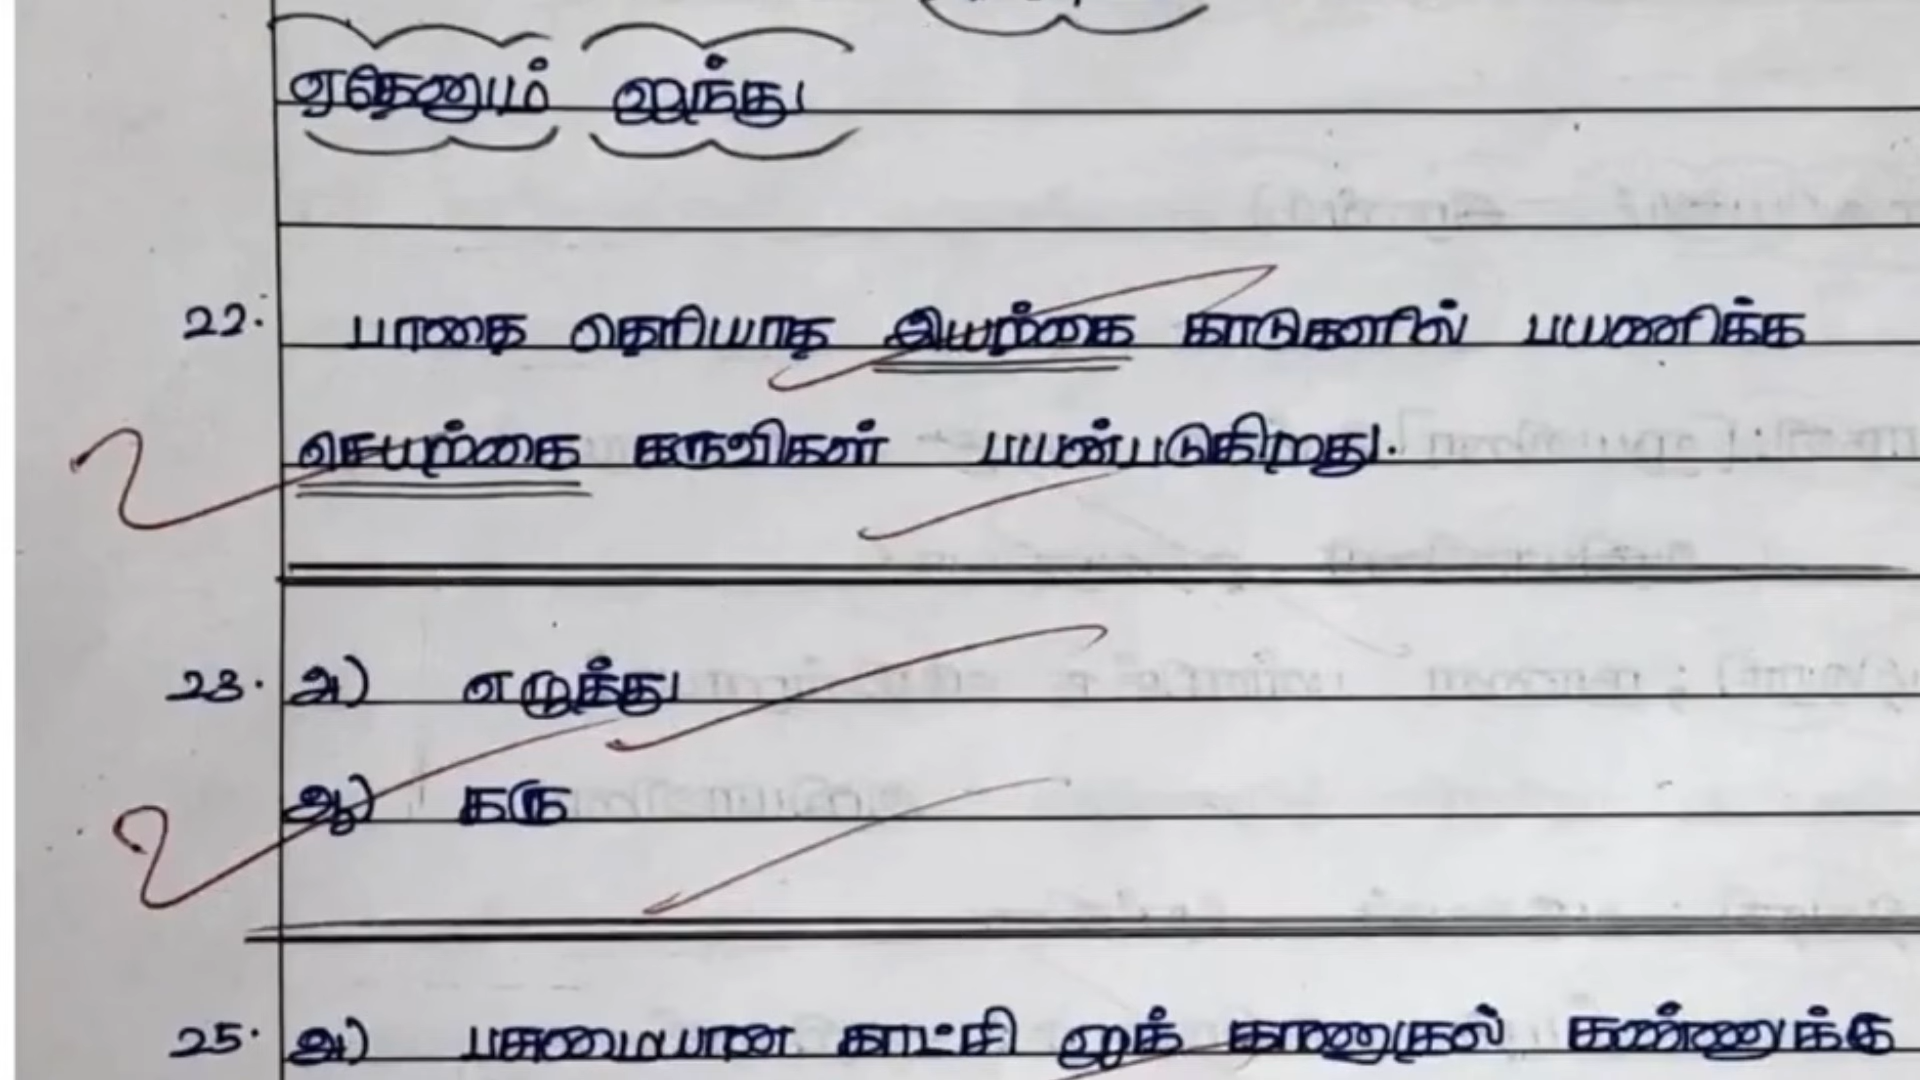 ஏதேனும் ஐந்து
22. பாதை தெரியாத இயற்கை காடுகளில் பயணிக்க
செயற்கை கருவிகள் பயன்படுகிறது.
23. அ) எழுத்து
ஆ) கரு
25. அ) பசுமையான காட்சி ஐக் காணுதல் கண்ணுக்கு